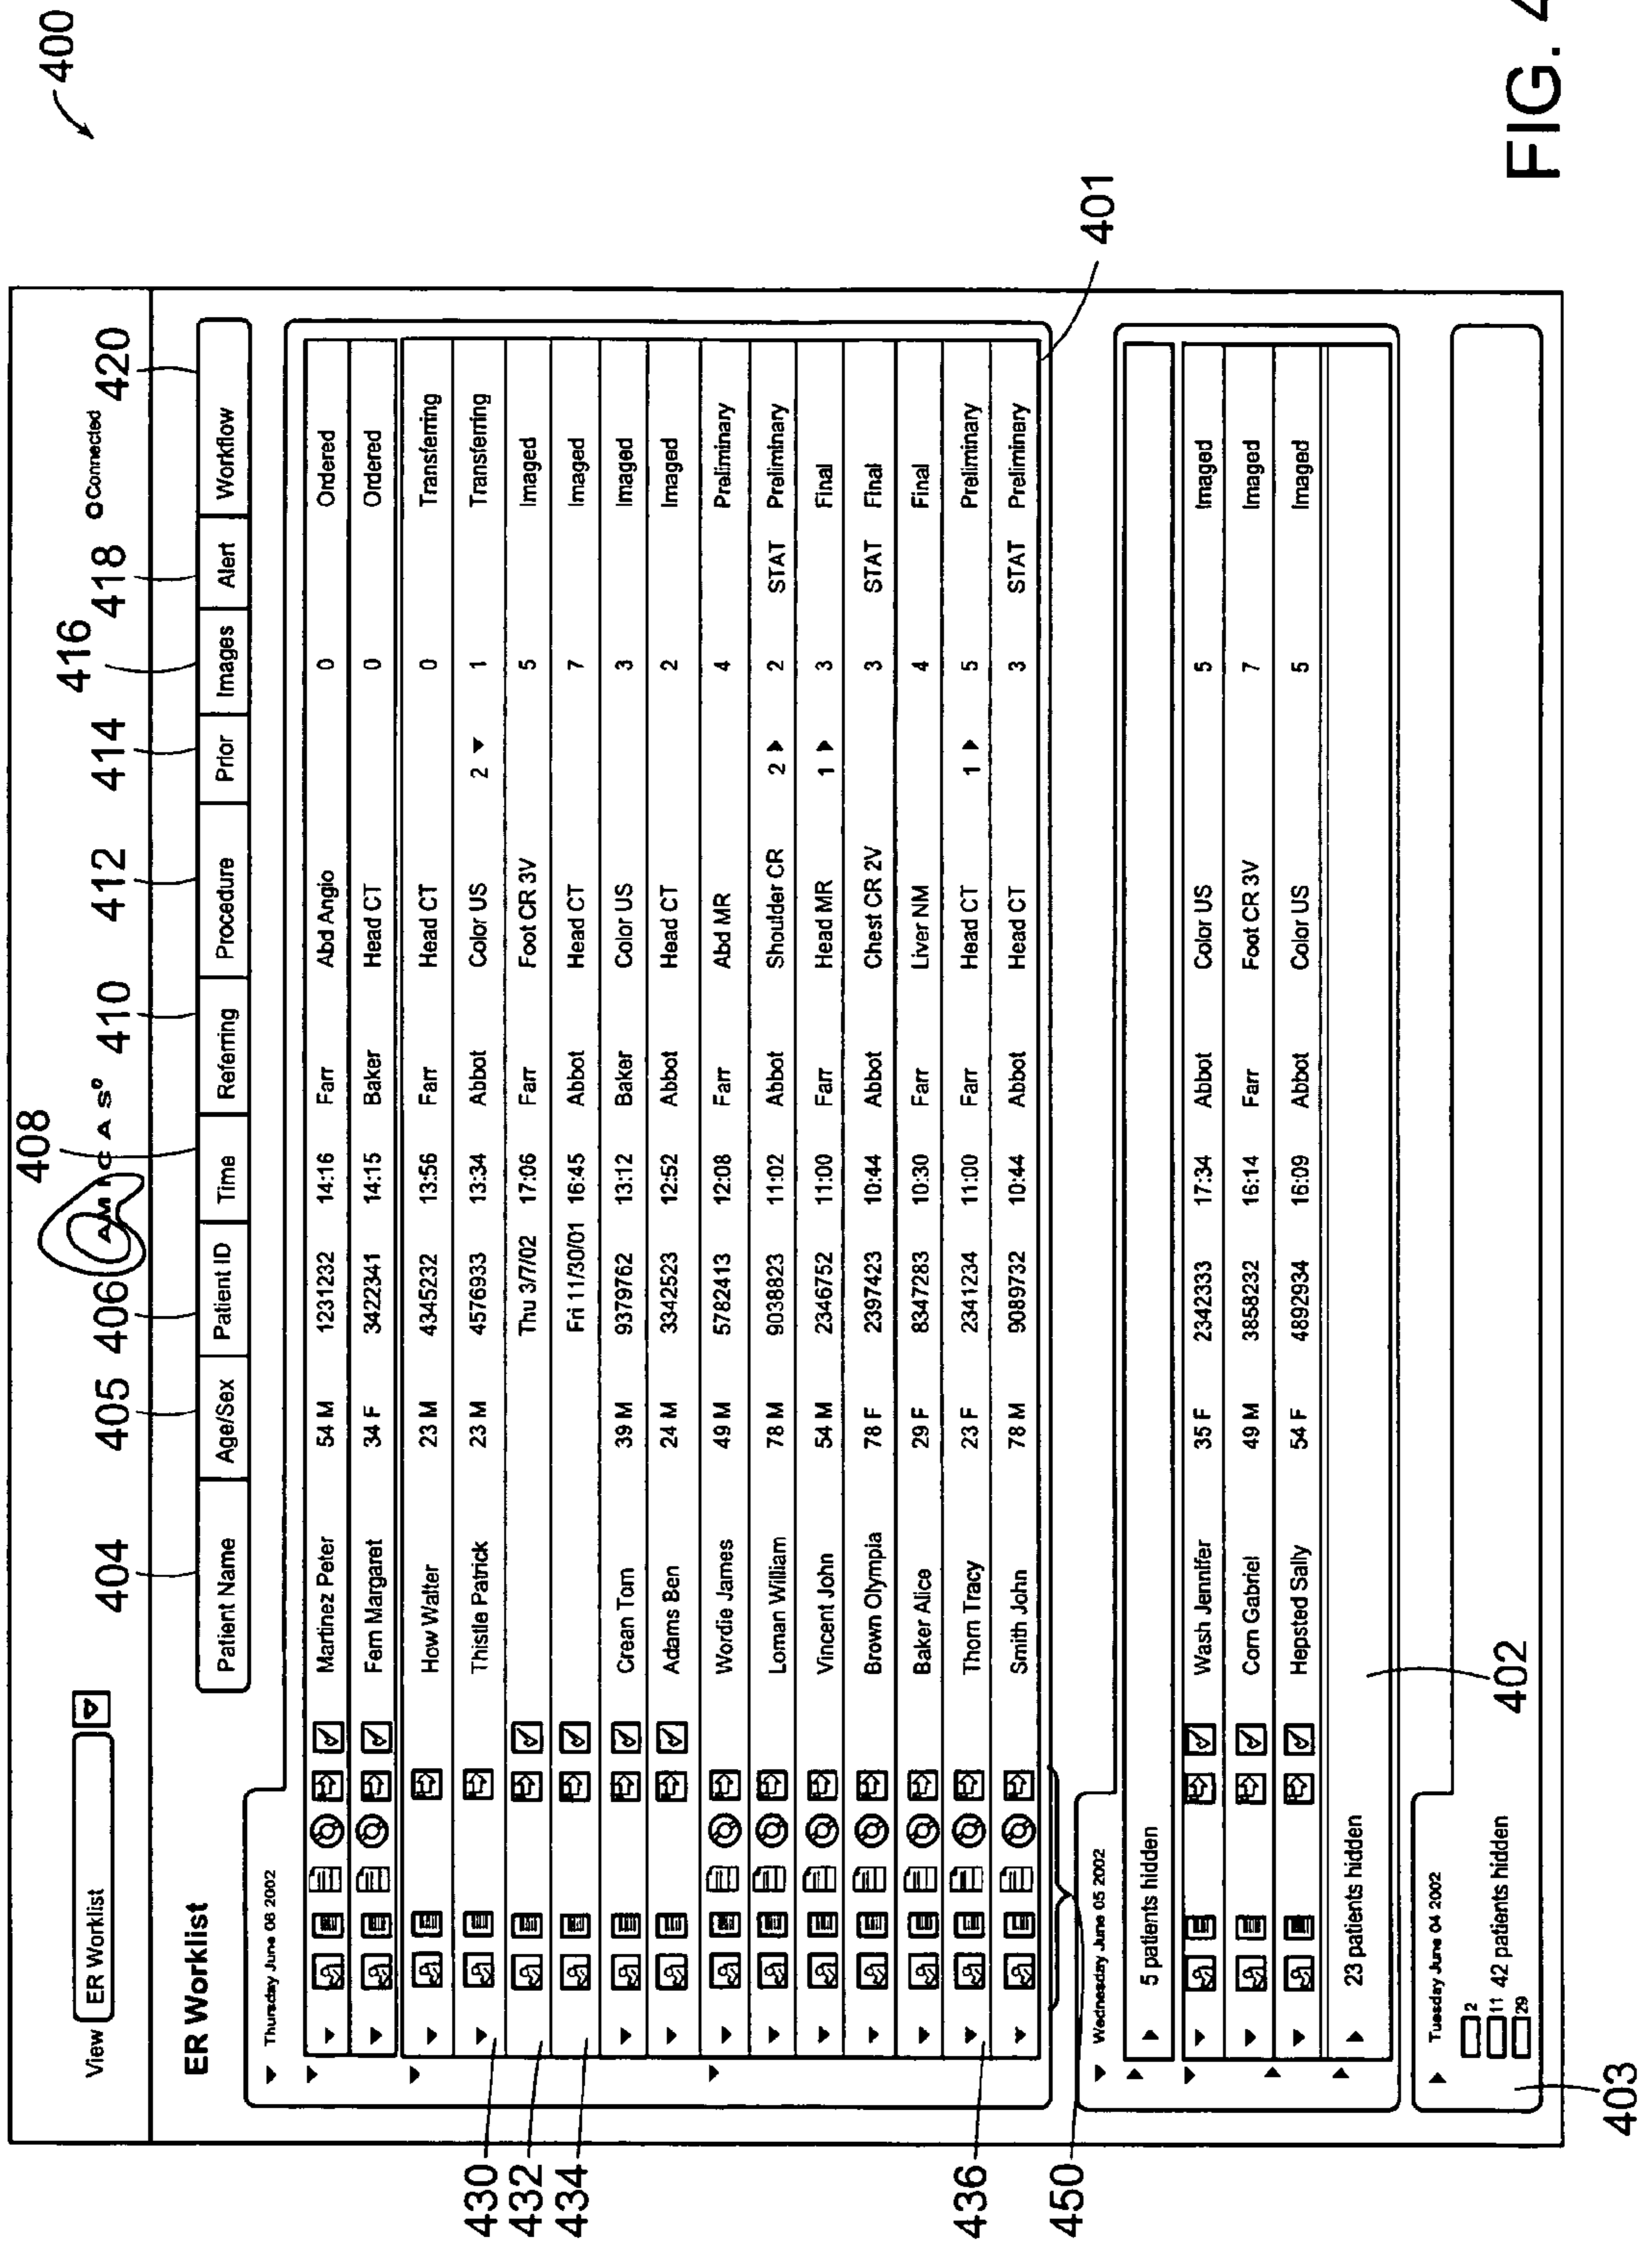 400
408
416
404 405 406 410 412 414 418 420
View ER Worklist AMICAS® Connected
ER Worklist
Patient Name Age/Sex Patient ID Time Referring Procedure Prior Images Alert Workflow
Thursday June 06 2002
Martinez Peter 54 M 1231232 14:16 Farr Abd Angio 0 Ordered
Fern Margaret 34 F 3422341 14:15 Baker Head CT 0 Ordered
How Walter 23 M 4345232 13:56 Farr Head CT 0 Transferring
430 Thistle Patrick 23 M 4576933 13:34 Abbot Color US 2 1 Transferring
432 Thu 3/7/02 17:06 Farr Foot CR 3V 5 Imaged
434 Fri 11/30/01 16:45 Abbot Head CT 7 Imaged
Crean Tom 39 M 9379762 13:12 Baker Color US 3 Imaged
Adams Ben 24 M 3342523 12:52 Abbot Head CT 2 Imaged
Wordie James 49 M 5782413 12:08 Farr Abd MR 4 Preliminary
Loman William 78 M 9038823 11:02 Abbot Shoulder CR 2 2 STAT Preliminary
Vincent John 54 M 2346752 11:00 Farr Head MR 1 3 Final
Brown Olympia 78 F 2397423 10:44 Abbot Chest CR 2V 3 STAT Final
Baker Alice 29 F 8347283 10:30 Farr Liver NM 4 Final
436 Thorn Tracy 23 F 2341234 11:00 Farr Head CT 1 5 Preliminary
Smith John 78 M 9089732 10:44 Abbot Head CT 3 STAT Preliminary
450
401
Wednesday June 05 2002
5 patients hidden
Wash Jennifer 35 F 2342333 17:34 Abbot Color US 5 Imaged
Corn Gabriel 49 M 3858232 16:14 Farr Foot CR 3V 7 Imaged
Hepsted Sally 54 F 4892934 16:09 Abbot Color US 5 Imaged
23 patients hidden
402
Tuesday June 04 2002
2
11 42 patients hidden
29
403
FIG. 4